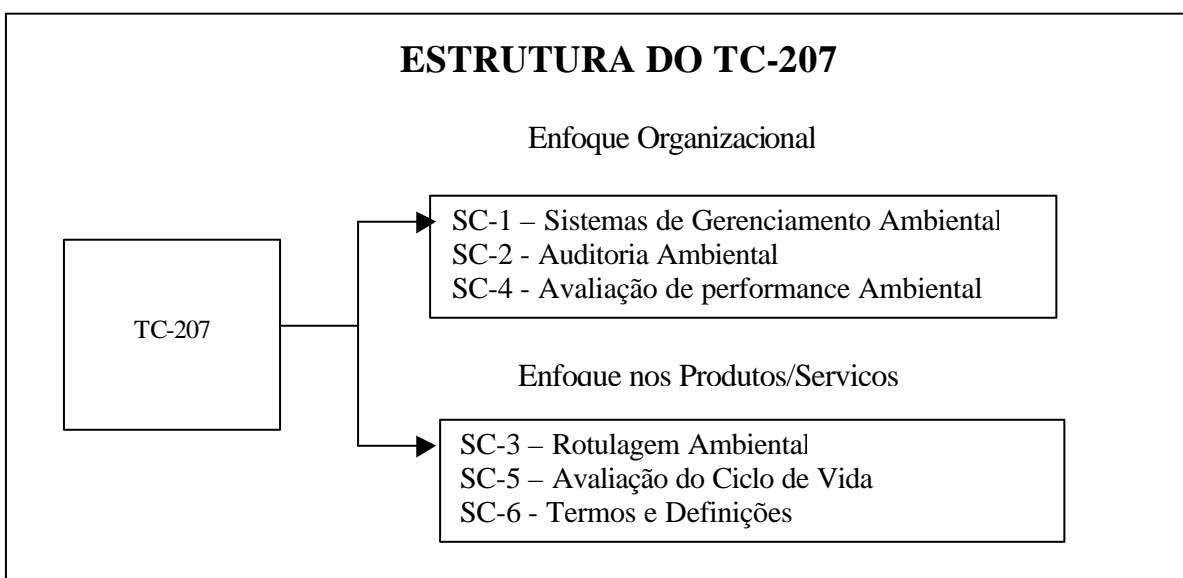 ESTRUTURA DO TC-207
Enfoque Organizacional
SC-1 – Sistemas de Gerenciamento Ambiental
SC-2 - Auditoria Ambiental
SC-4 - Avaliação de performance Ambiental
TC-207
Enfoque nos Produtos/Servicos
SC-3 – Rotulagem Ambiental
SC-5 – Avaliação do Ciclo de Vida
SC-6 - Termos e Definições